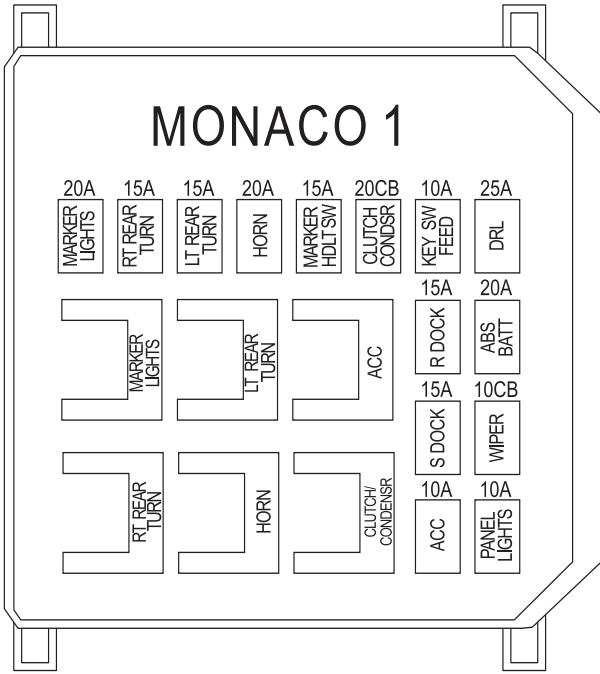 MONACO 1
20A 15A 15A 20A 15A 20CB 10A 25A
MARKER
LIGHTS
RT REAR
TURN
LT REAR
TURN
HORN
MARKER
HDLT SW
CLUTCH
CONDSR
KEY SW
FEED
DRL
15A 20A
R DOCK
ABS
BATT
MARKER
LIGHTS
LT REAR
TURN
ACC
15A 10CB
S DOCK
WIPER
RT REAR
TURN
HORN
CLUTCH/
CONDENSR
10A 10A
ACC
PANEL
LIGHTS